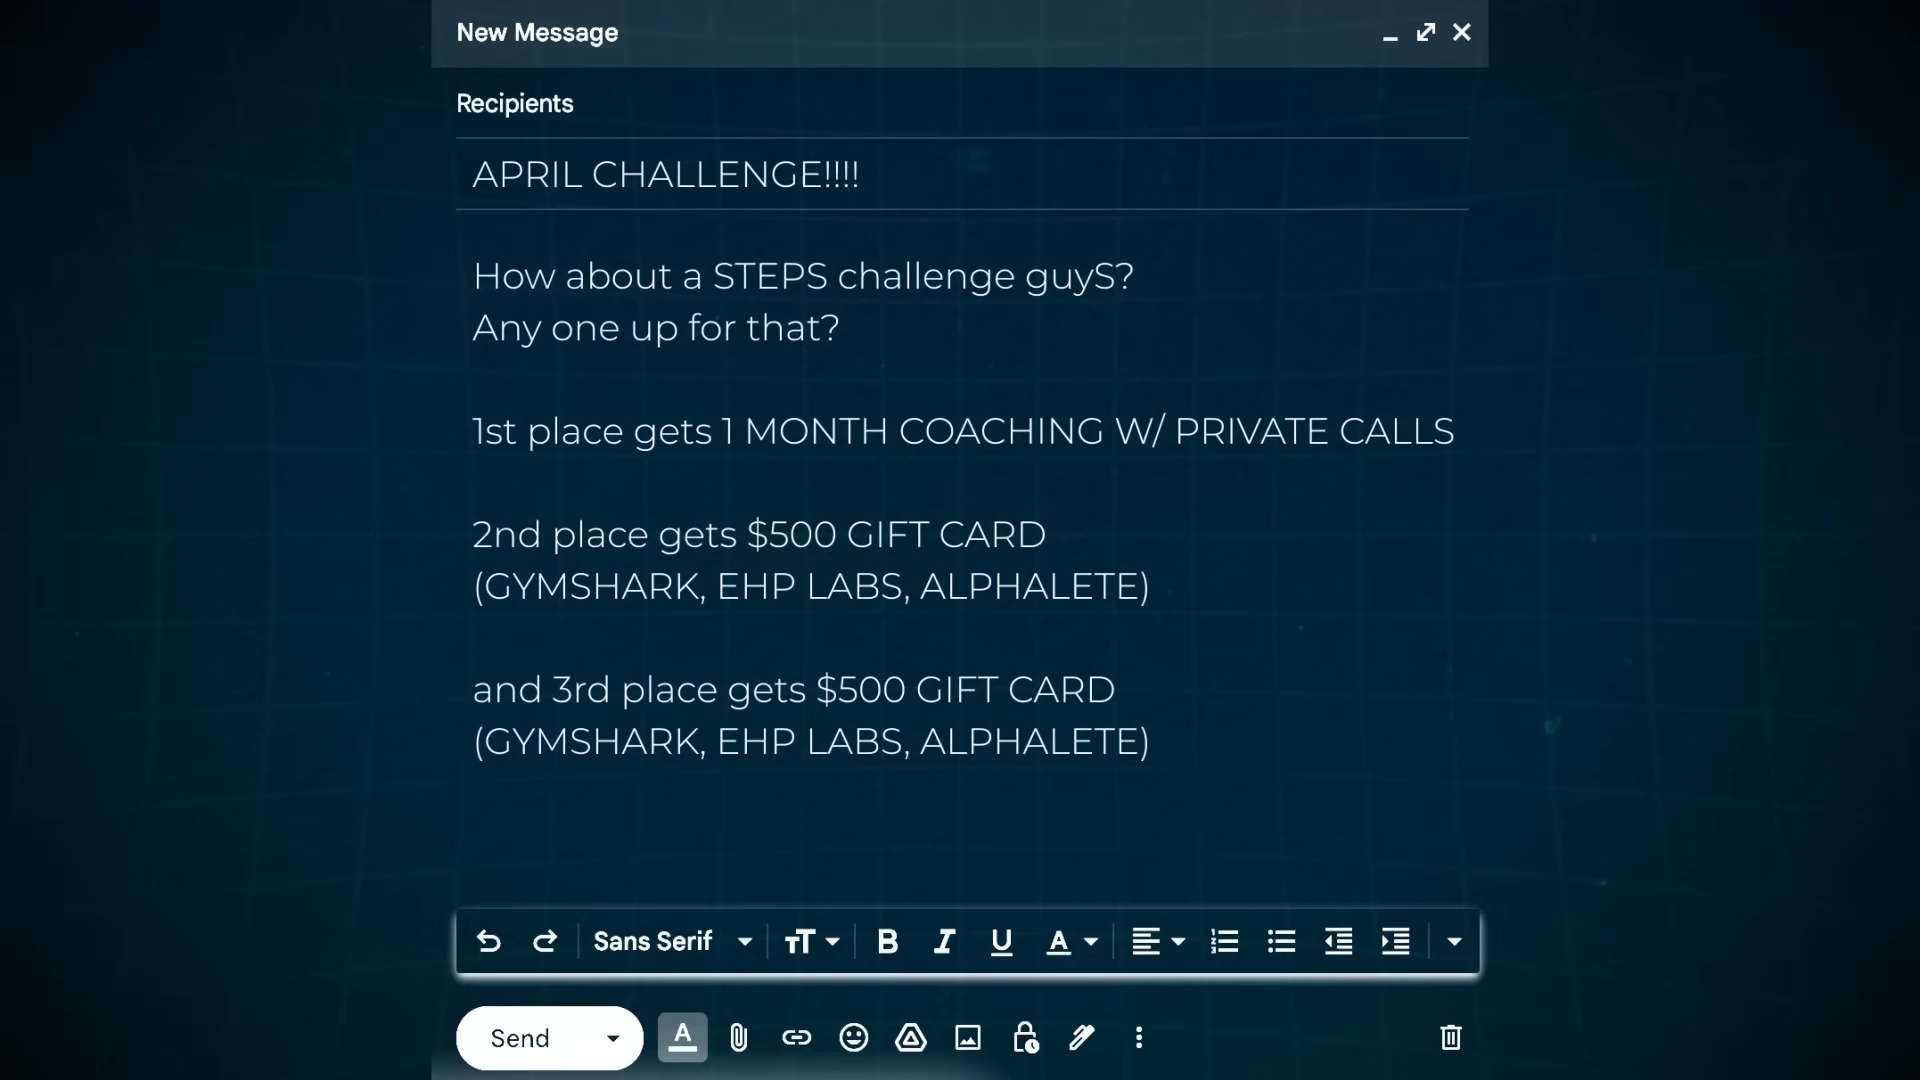 New Message
Recipients
APRIL CHALLENGE!!!!
How about a STEPS challenge guyS?
Any one up for that?
1st place gets 1 MONTH COACHING W/ PRIVATE CALLS
2nd place gets $500 GIFT CARD
(GYMSHARK, EHP LABS, ALPHALETE)
and 3rd place gets $500 GIFT CARD
(GYMSHARK, EHP LABS, ALPHALETE)
Sans Serif
Send